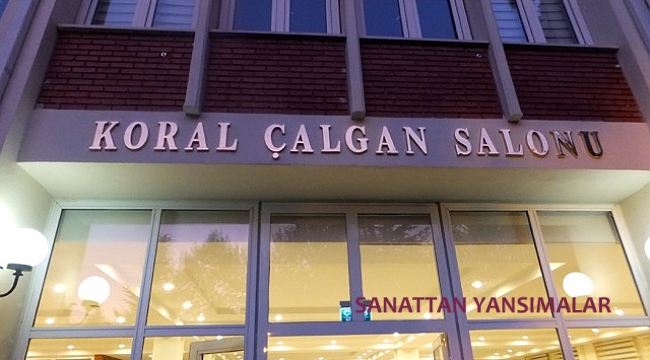 KORAL ÇALGAN SALONU
SANATTAN YANSIMALAR